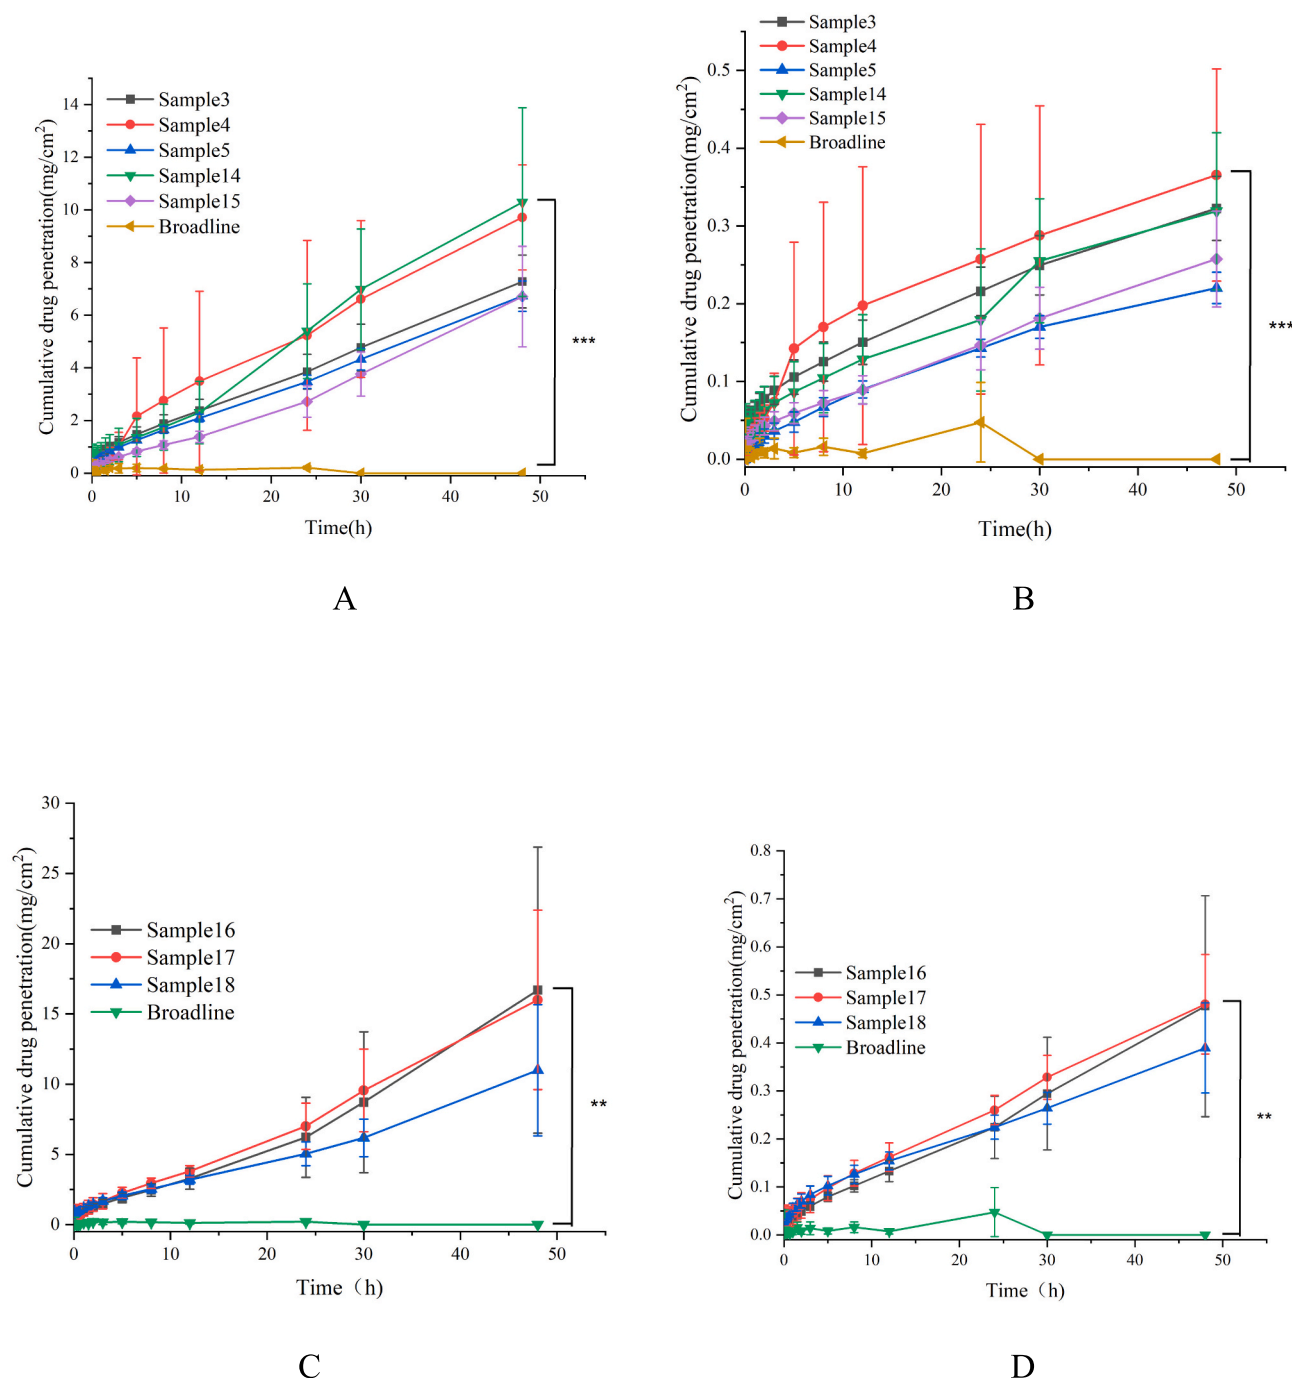 Sample3
Sample4
Sample5
Sample14
Sample15
Broadline
Cumulative drug penetration(mg/cm²)
14
12
10
8
6
4
2
0
0
10
20
30
40
50
Time(h)
***
A
Sample3
Sample4
Sample5
Sample14
Sample15
Broadline
Cumulative drug penetration(mg/cm²)
0.5
0.4
0.3
0.2
0.1
0.0
0
10
20
30
40
50
Time(h)
***
B
Cumulative drug penetration(mg/cm²)
30
25
20
15
10
5
0
Sample16
Sample17
Sample18
Broadline
0
10
20
30
40
50
Time（h)
**
C
Cumulative drug penetration(mg/cm²)
0.8
0.7
0.6
0.5
0.4
0.3
0.2
0.1
0.0
Sample16
Sample17
Sample18
Broadline
0
10
20
30
40
50
Time（h)
**
D